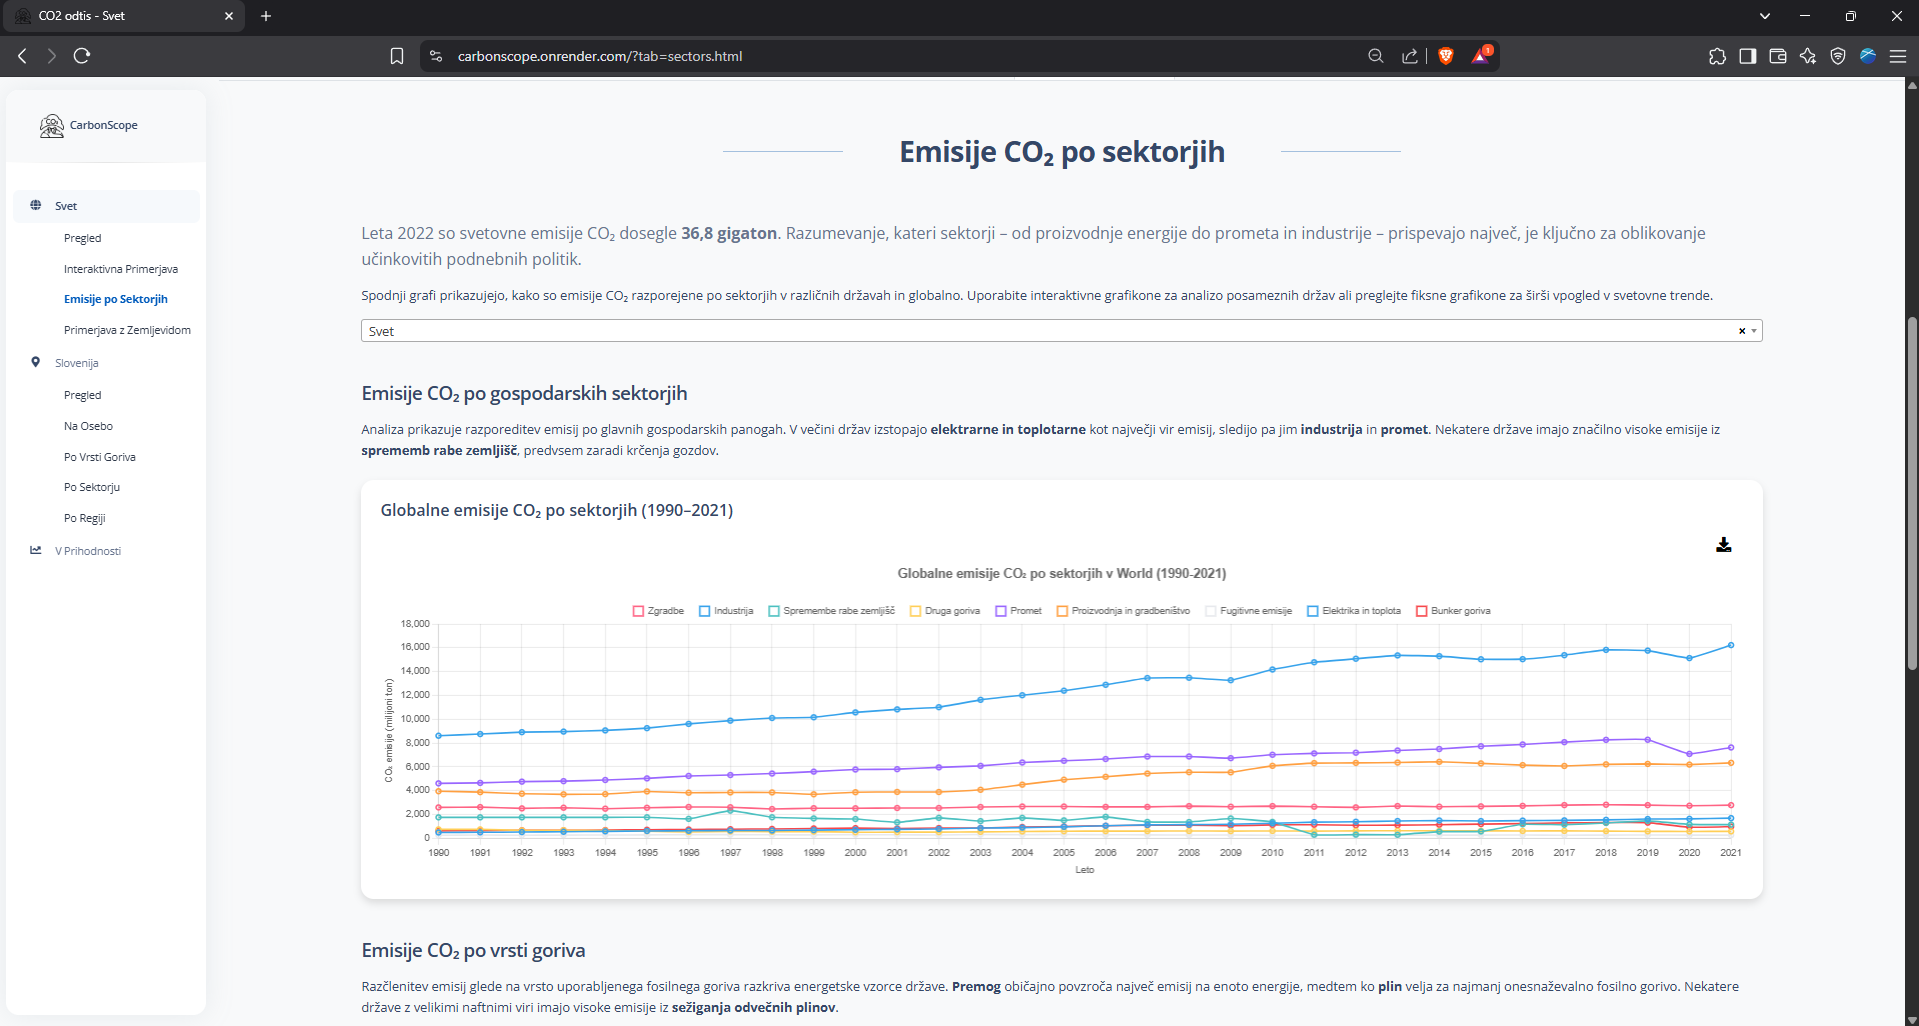 CO2 odtis - Svet
carbonscope.onrender.com/?tab=sectors.html
1
CarbonScope
Svet
Pregled
Interaktivna Primerjava
Emisije po Sektorjih
Primerjava z Zemljevidom
Slovenija
Pregled
Na Osebo
Po Vrsti Goriva
Po Sektorju
Po Regiji
V Prihodnosti
Emisije CO₂ po sektorjih
Leta 2022 so svetovne emisije CO₂ dosegle 36,8 gigaton. Razumevanje, kateri sektorji – od proizvodnje energije do prometa in industrije – prispevajo največ, je ključno za oblikovanje
učinkovitih podnebnih politik.
Spodnji grafi prikazujejo, kako so emisije CO₂ razporejene po sektorjih v različnih državah in globalno. Uporabite interaktivne grafikone za analizo posameznih držav ali preglejte fiksne grafikone za širši vpogled v svetovne trende.
Svet
Emisije CO₂ po gospodarskih sektorjih
Analiza prikazuje razporeditev emisij po glavnih gospodarskih panogah. V večini držav izstopajo elektrarne in toplotarne kot največji vir emisij, sledijo pa jim industrija in promet. Nekatere države imajo značilno visoke emisije iz
sprememb rabe zemljišč, predvsem zaradi krčenja gozdov.
Globalne emisije CO₂ po sektorjih (1990–2021)
Globalne emisije CO₂ po sektorjih v World (1990-2021)
Zgradbe Industrija Spremembe rabe zemljišč Druga goriva Promet Proizvodnja in gradbeništvo Fugitivne emisije Elektrika in toplota Bunker goriva
CO₂ emisije (milijoni ton)
18,000
16,000
14,000
12,000
10,000
8,000
6,000
4,000
2,000
0
1990 1991 1992 1993 1994 1995 1996 1997 1998 1999 2000 2001 2002 2003 2004 2005 2006 2007 2008 2009 2010 2011 2012 2013 2014 2015 2016 2017 2018 2019 2020 2021
Leto
Emisije CO₂ po vrsti goriva
Razčlenitev emisij glede na vrsto uporabljenega fosilnega goriva razkriva energetske vzorce države. Premog običajno povzroča največ emisij na enoto energije, medtem ko plin velja za najmanj onesnaževalno fosilno gorivo. Nekatere
države z velikimi naftnimi viri imajo visoke emisije iz sežiganja odvečnih plinov.